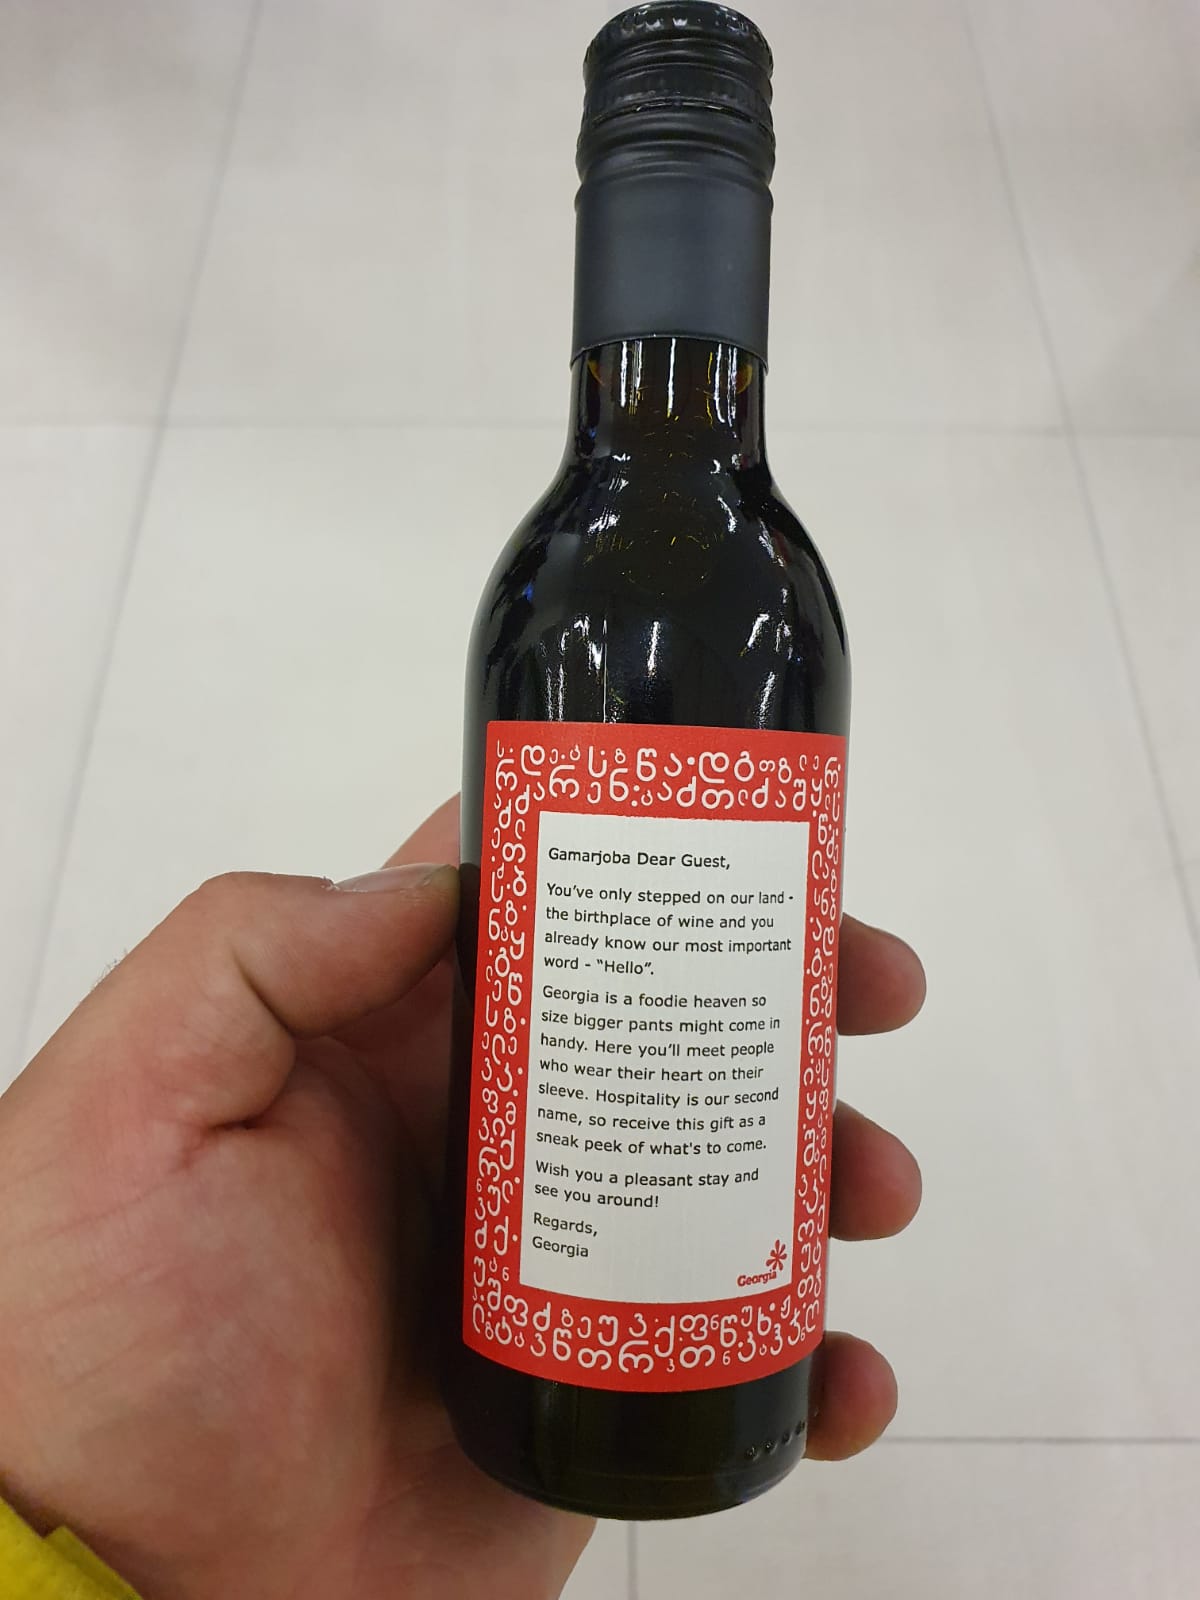 Gamarjoba Dear Guest,
You've only stepped on our land -
the birthplace of wine and you
already know our most important
word - "Hello".
Georgia is a foodie heaven so
size bigger pants might come in
handy. Here you'll meet people
who wear their heart on their
sleeve. Hospitality is our second
name, so receive this gift as a
sneak peek of what's to come.
Wish you a pleasant stay and
see you around!
Regards,
Georgia
Georgia